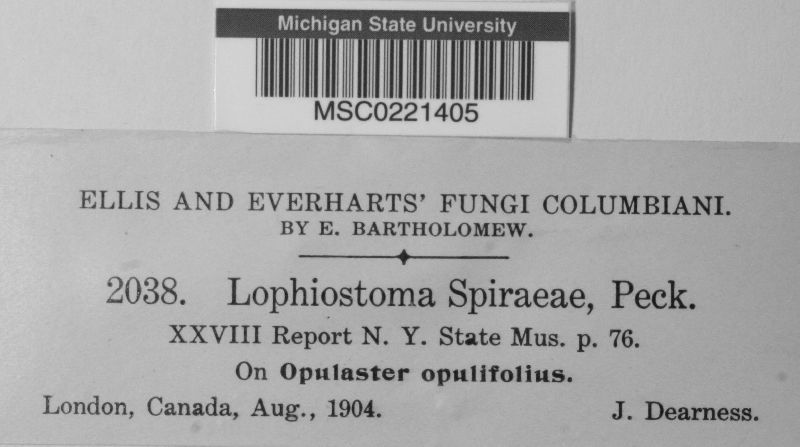 Michigan State University
MSC0221405
ELLIS AND EVERHARTS' FUNGI COLUMBIANI.
BY E. BARTHOLOMEW.
2038. Lophiostoma Spiraeae, Peck.
XXVIII Report N. Y. State Mus. p. 76.
On Opulaster opulifolius.
London, Canada, Aug., 1904. J. Dearness.